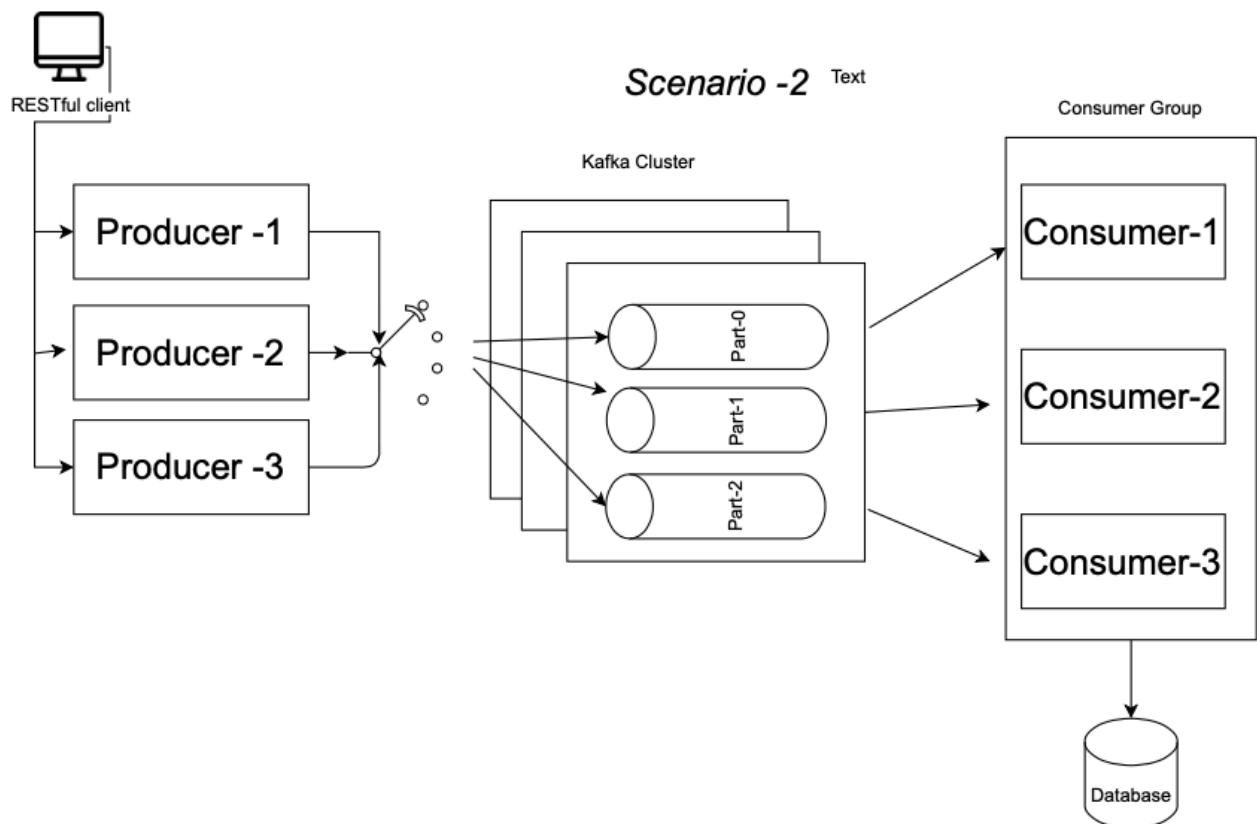 RESTful client
Scenario -2
Text
Consumer Group
Kafka Cluster
Producer -1
Producer -2
Producer -3
Part-0
Part-1
Part-2
Consumer-1
Consumer-2
Consumer-3
Database